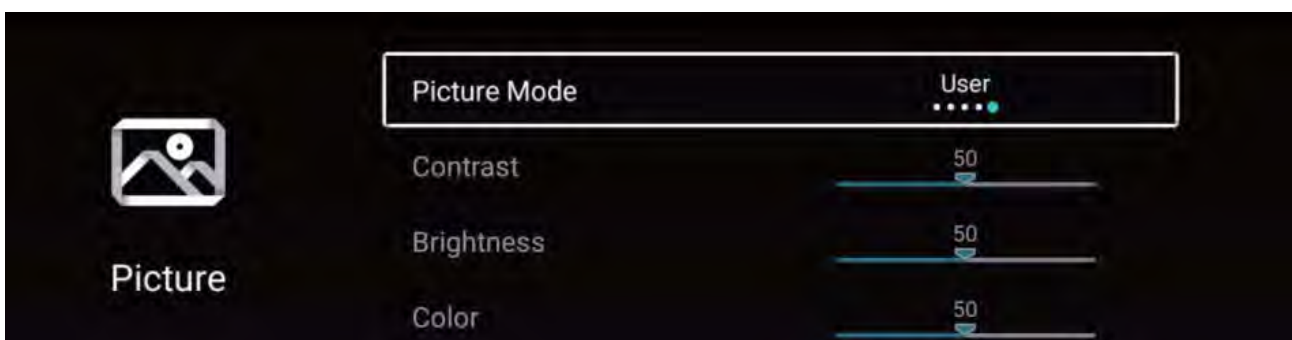 Picture Mode
User
Contrast
50
Brightness
50
Picture
Color
50